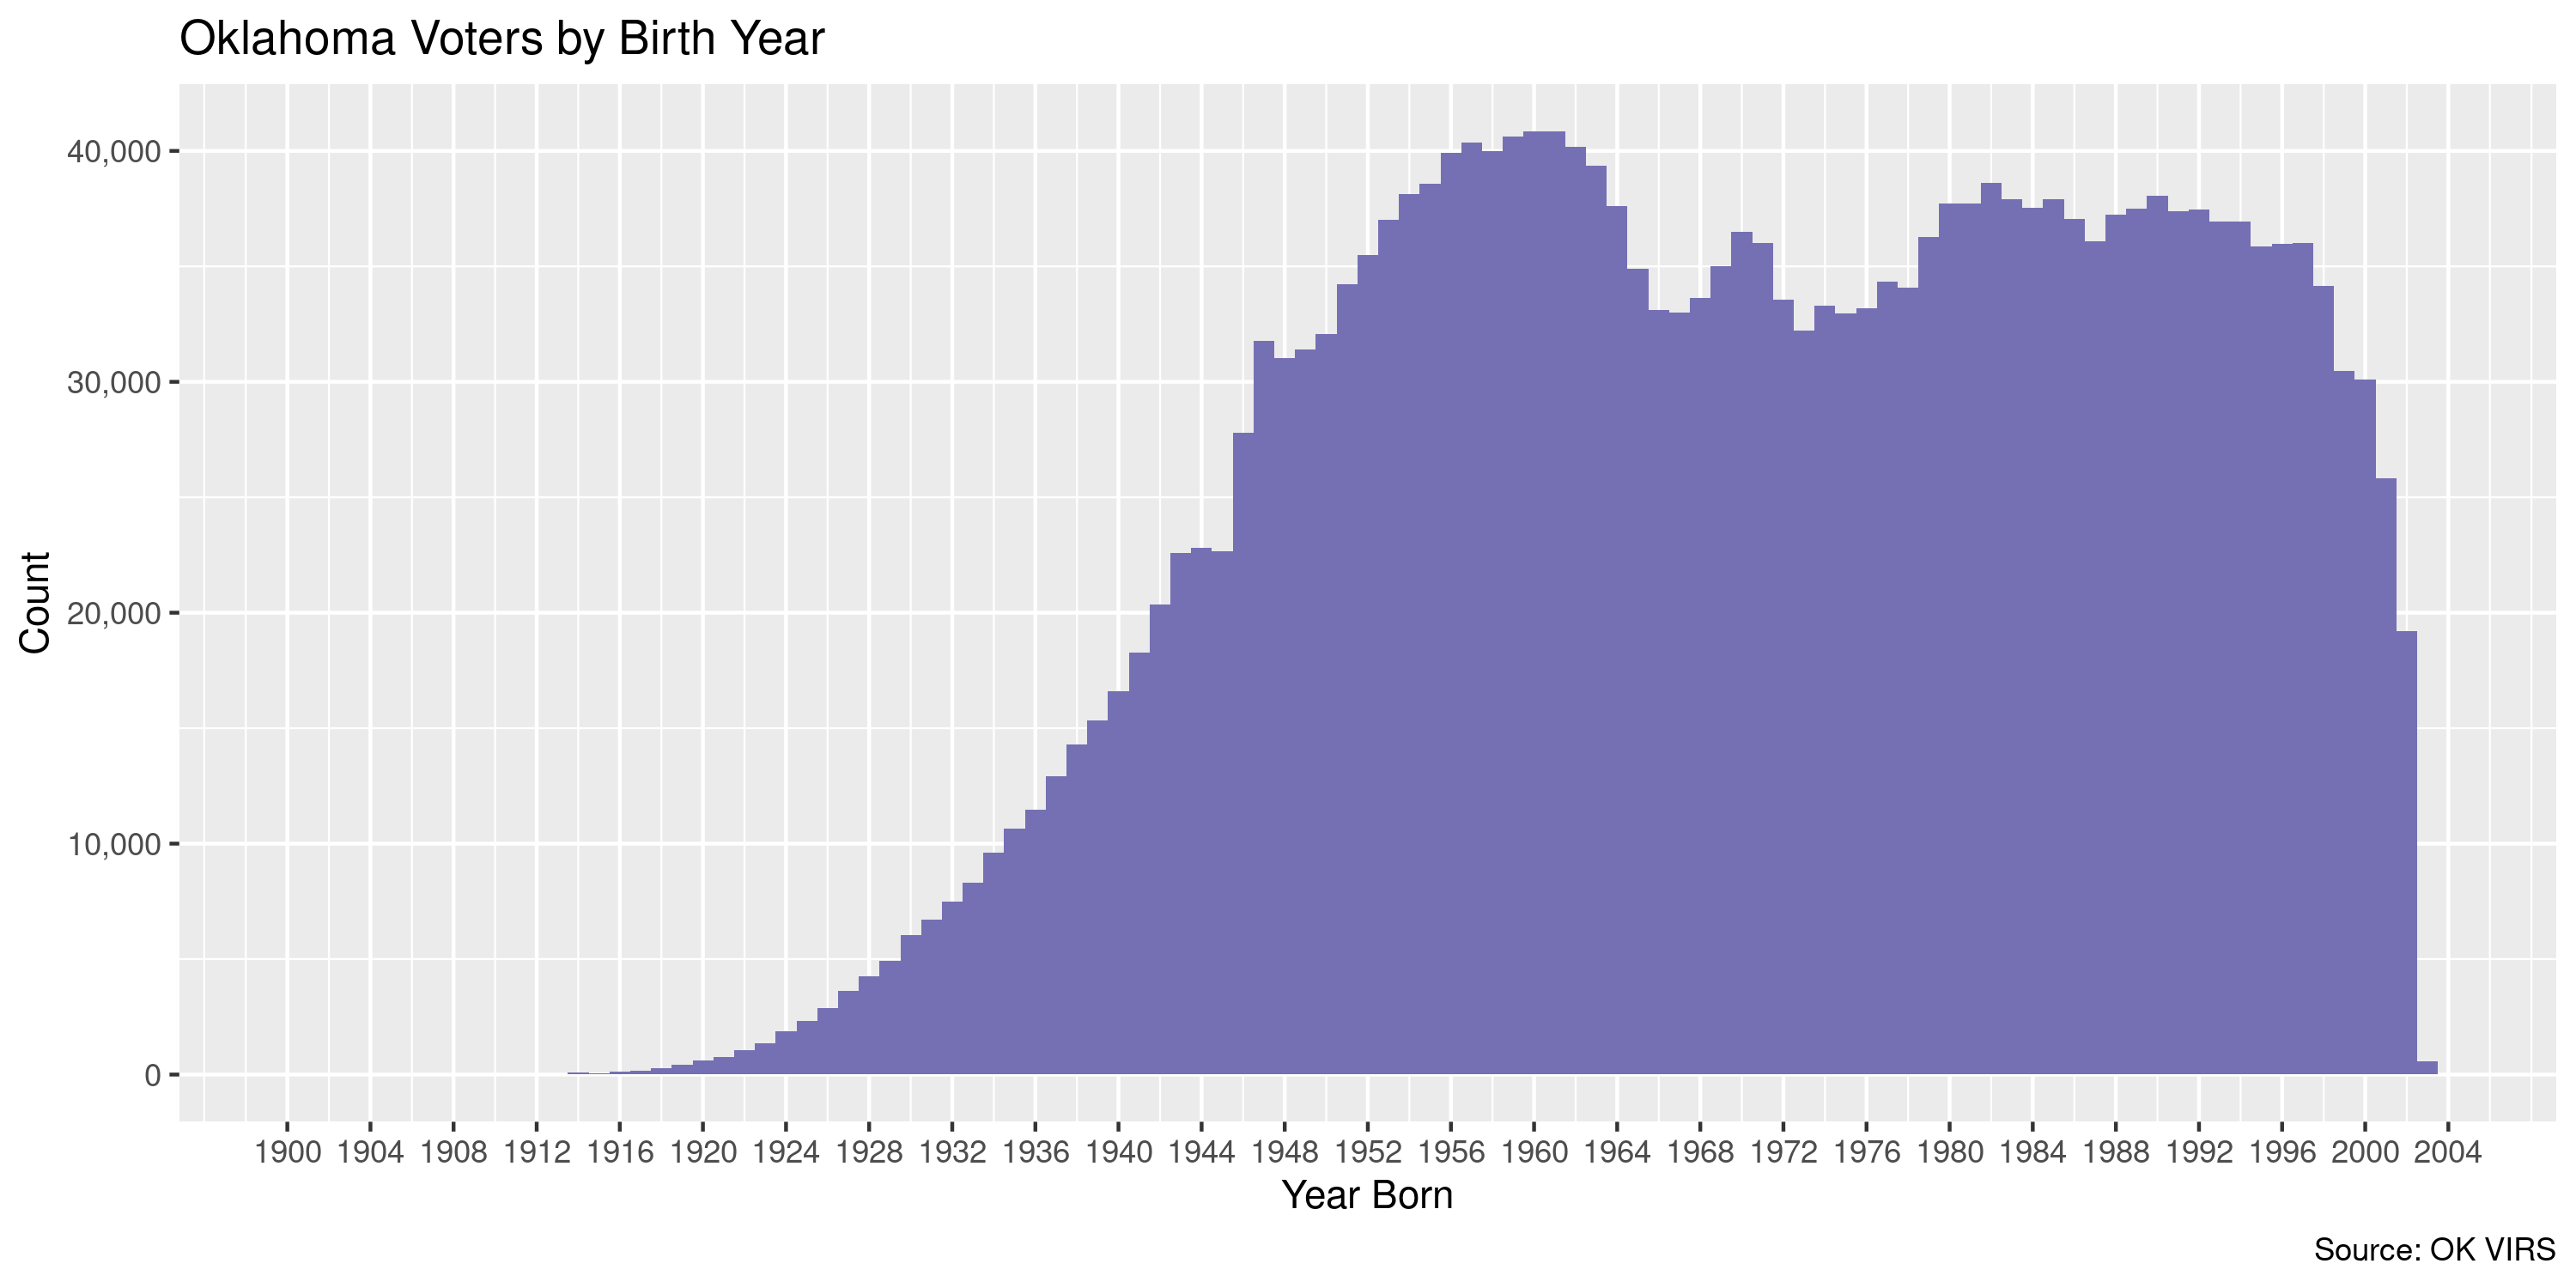 Oklahoma Voters by Birth Year
40,000
30,000
20,000
10,000
0
Count
1900 1904 1908 1912 1916 1920 1924 1928 1932 1936 1940 1944 1948 1952 1956 1960 1964 1968 1972 1976 1980 1984 1988 1992 1996 2000 2004
Year Born
Source: OK VIRS